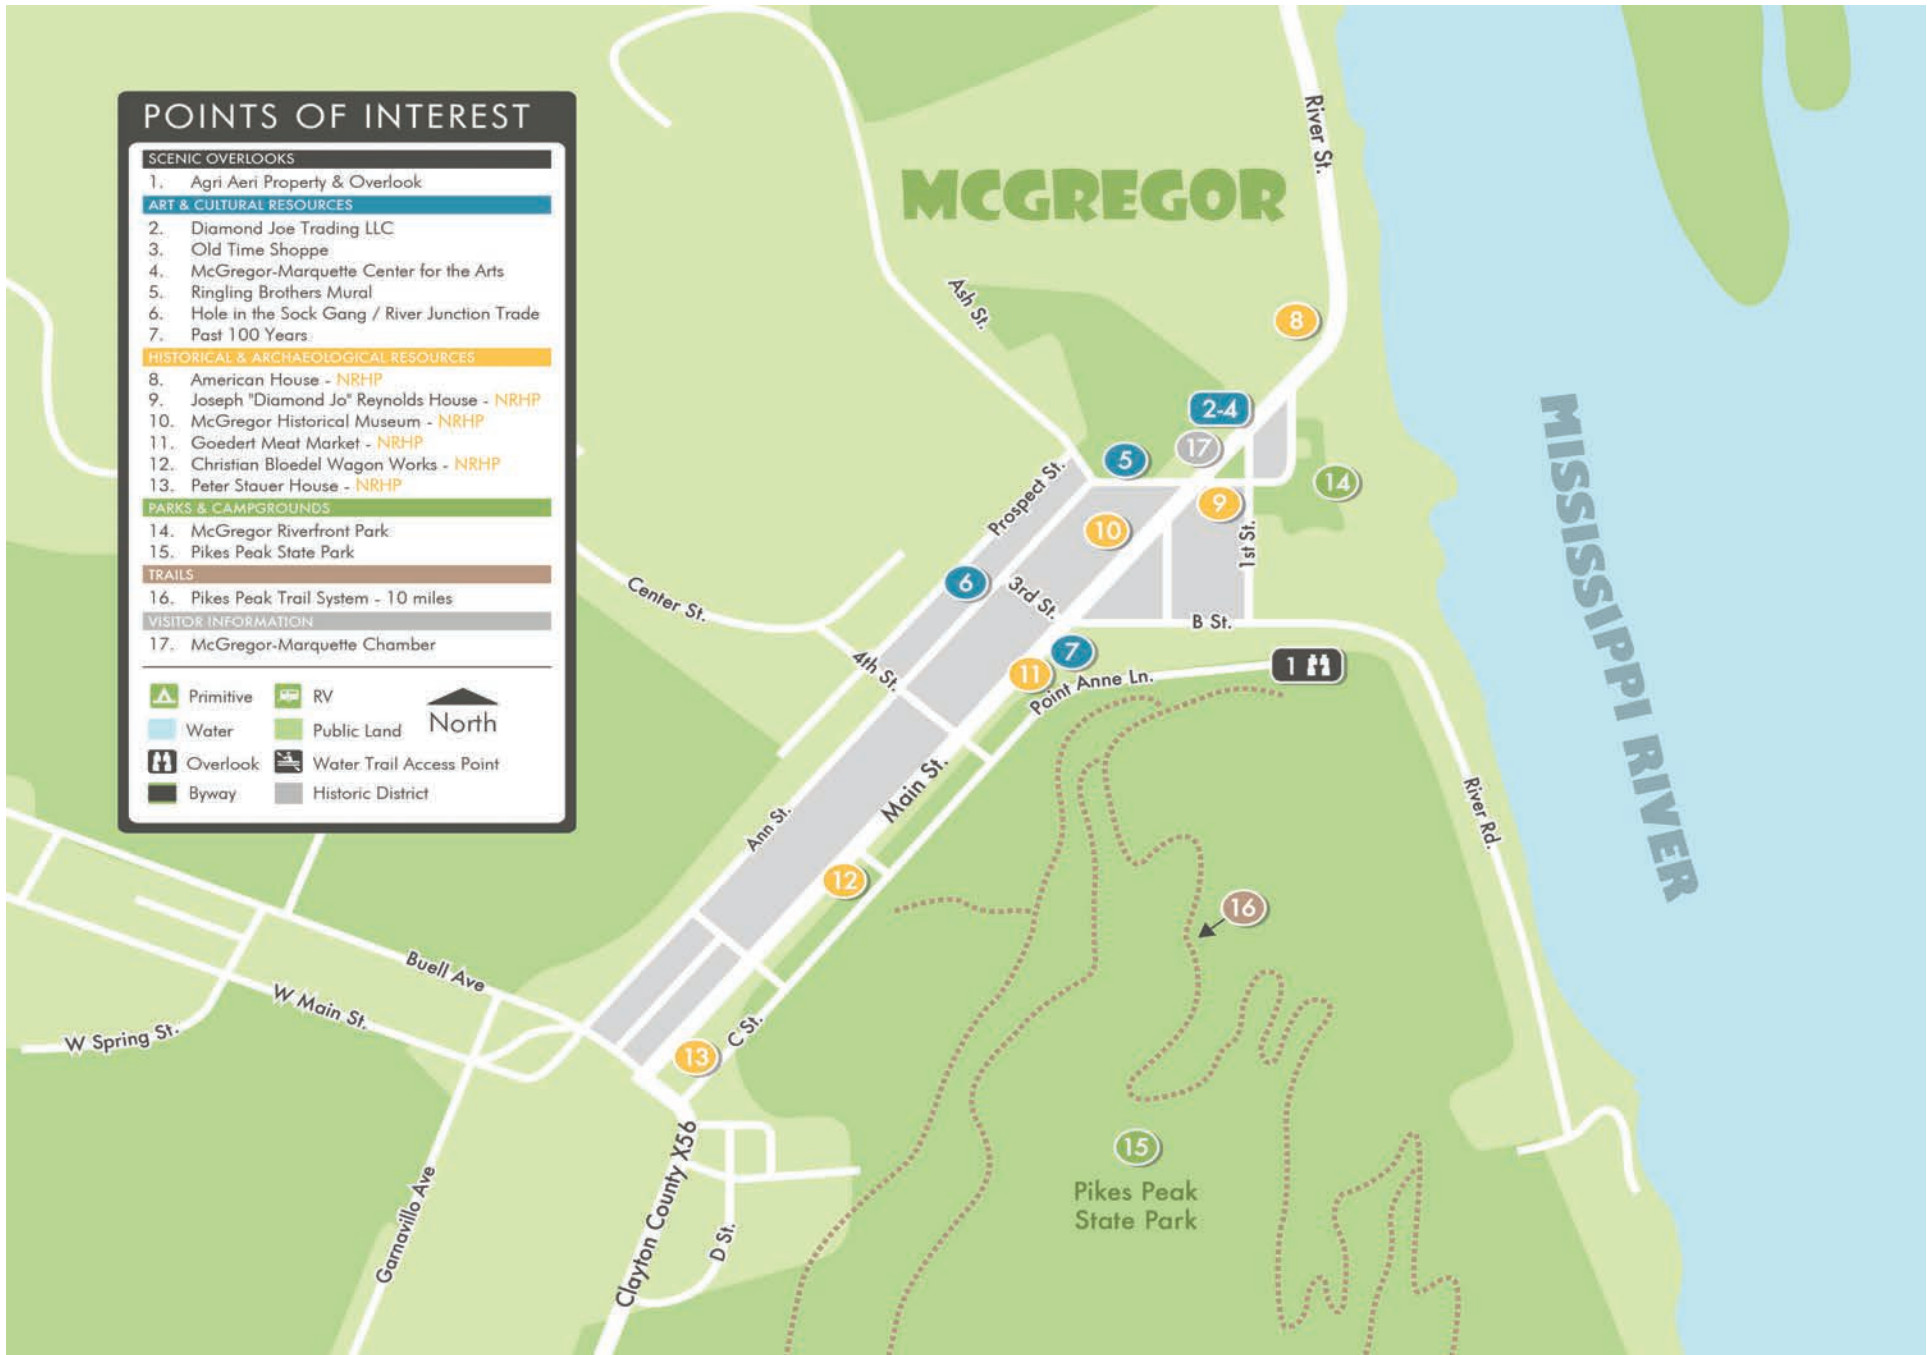 POINTS OF INTEREST
SCENIC OVERLOOKS
1. Agri Aeri Property & Overlook
ART & CULTURAL RESOURCES
2. Diamond Joe Trading LLC
3. Old Time Shoppe
4. McGregor-Marquette Center for the Arts
5. Ringling Brothers Mural
6. Hole in the Sock Gang / River Junction Trade
7. Past 100 Years
HISTORICAL & ARCHAEOLOGICAL RESOURCES
8. American House - NRHP
9. Joseph "Diamond Jo" Reynolds House - NRHP
10. McGregor Historical Museum - NRHP
11. Goedert Meat Market - NRHP
12. Christian Bloedel Wagon Works - NRHP
13. Peter Stauer House - NRHP
PARKS & CAMPGROUNDS
14. McGregor Riverfront Park
15. Pikes Peak State Park
TRAILS
16. Pikes Peak Trail System - 10 miles
VISITOR INFORMATION
17. McGregor-Marquette Chamber
Primitive
RV
North
Water
Public Land
Overlook
Water Trail Access Point
Byway
Historic District
MCGREGOR
River St.
Ash St.
8
2-4
17
5
14
9
Prospect St.
10
1st St.
6
3rd St.
Center St.
B St.
7
1
4th St.
11
Point Anne Ln.
MISSISSIPPI RIVER
Main St.
Ann St.
River Rd.
12
16
Buell Ave
W Main St.
W Spring St.
C St.
13
15
Pikes Peak
State Park
Clayton County X56
Garnavillo Ave
D St.